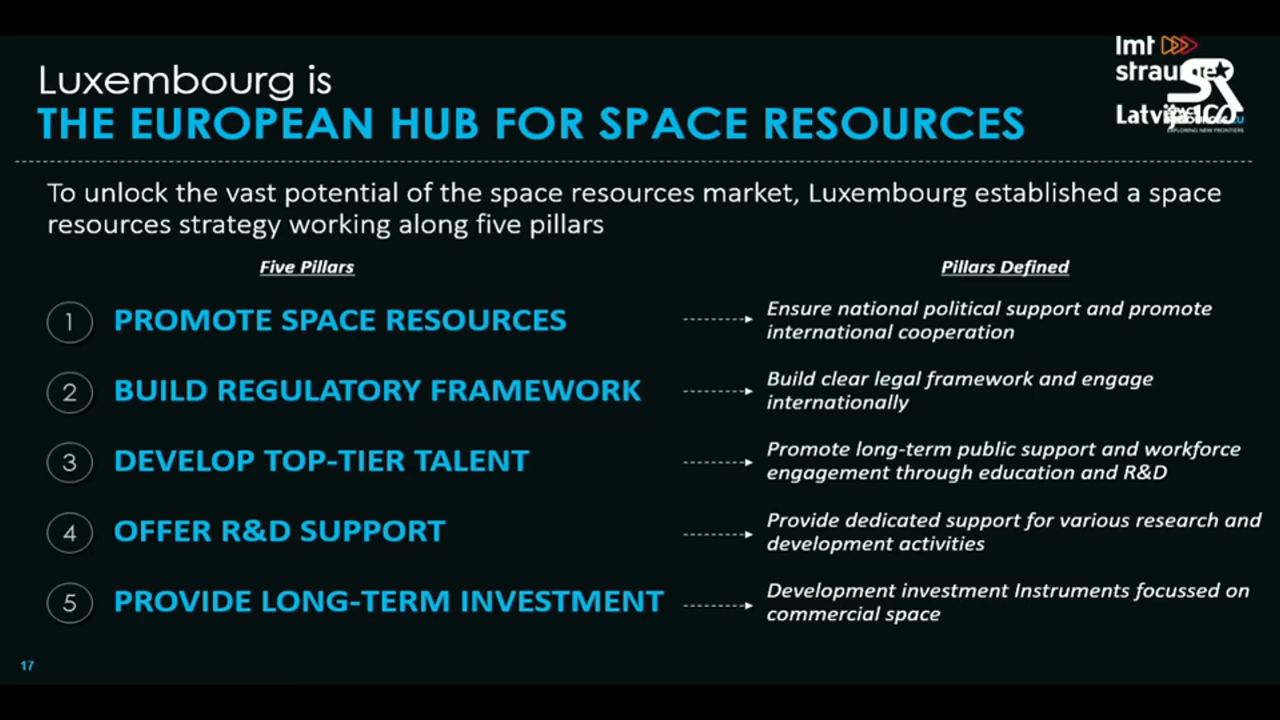 Luxembourg is
THE EUROPEAN HUB FOR SPACE RESOURCES
lmt
Latvija 100
EXPLORING NEW FRONTIERS
To unlock the vast potential of the space resources market, Luxembourg established a space
resources strategy working along five pillars
Five Pillars
Pillars Defined
1 PROMOTE SPACE RESOURCES
Ensure national political support and promote
international cooperation
2 BUILD REGULATORY FRAMEWORK
Build clear legal framework and engage
internationally
3 DEVELOP TOP-TIER TALENT
Promote long-term public support and workforce
engagement through education and R&D
4 OFFER R&D SUPPORT
Provide dedicated support for various research and
development activities
5 PROVIDE LONG-TERM INVESTMENT
Development investment Instruments focussed on
commercial space
17